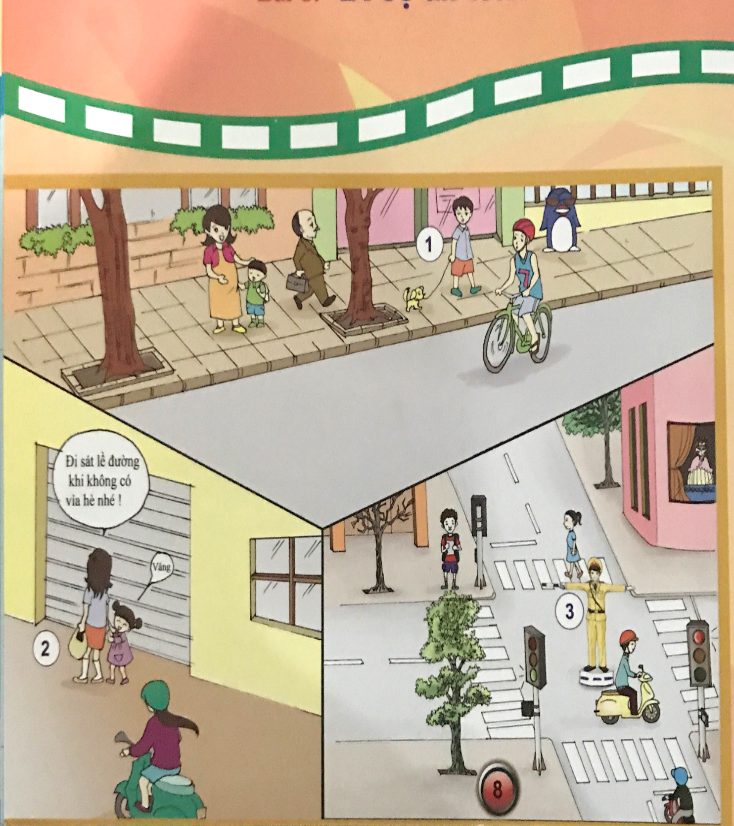 1
Đi sát lề đường
khi không có
vỉa hè nhé !
Vâng
2
3
8